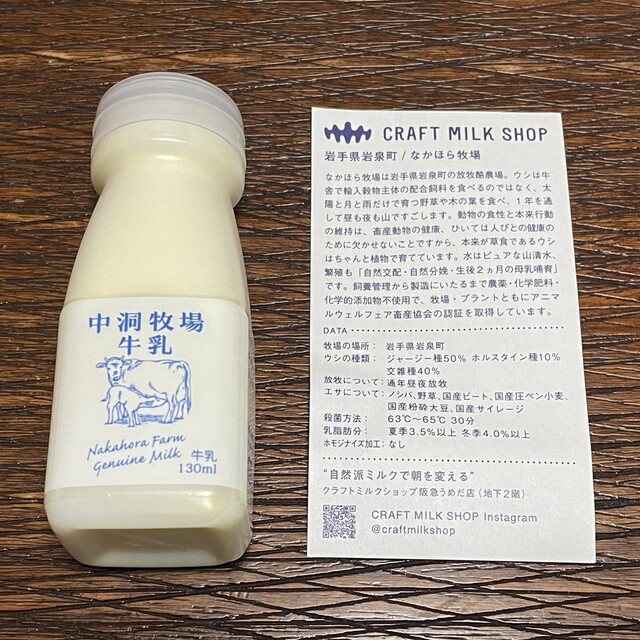 中洞牧場
牛乳
Nakahora Farm
Genuine Milk 牛乳
130ml
CRAFT MILK SHOP
岩手県岩泉町 / なかほら牧場
なかほら牧場は岩手県岩泉町の放牧酪農場。ウシは牛
舎で輸入穀物主体の配合飼料を食べるのではなく、太
陽と月と雨だけで育つ野草や木の葉を食べ、1年を通
して昼も夜も山ですごします。動物の食性と本来行動
の維持は、畜産動物の健康、ひいては人びとの健康の
ために欠かせないことですから、本来が草食であるウシ
はちゃんと植物で育てています。水はピュアな山清水、
繁殖も「自然交配・自然分娩・生後2ヵ月の母乳哺育」
です。飼養管理から製造にいたるまで農薬・化学肥料・
化学的添加物不使用で、牧場・プラントともにアニマ
ルウェルフェア畜産協会の認証を取得しています。
DATA
牧場の場所： 岩手県岩泉町
ウシの種類： ジャージー種50% ホルスタイン種10%
交雑種40%
放牧について：通年昼夜放牧
エサについて：ノシバ、野草、国産ビート、国産圧ペン小麦、
国産粉砕大豆、国産サイレージ
殺菌方法： 63℃〜65℃ 30分
乳脂肪分： 夏季3.5%以上 冬季4.0%以上
ホモジナイズ加工：なし
"自然派ミルクで朝を変える"
クラフトミルクショップ 阪急うめだ店（地下2階）
CRAFT MILK SHOP Instagram
@craftmilkshop